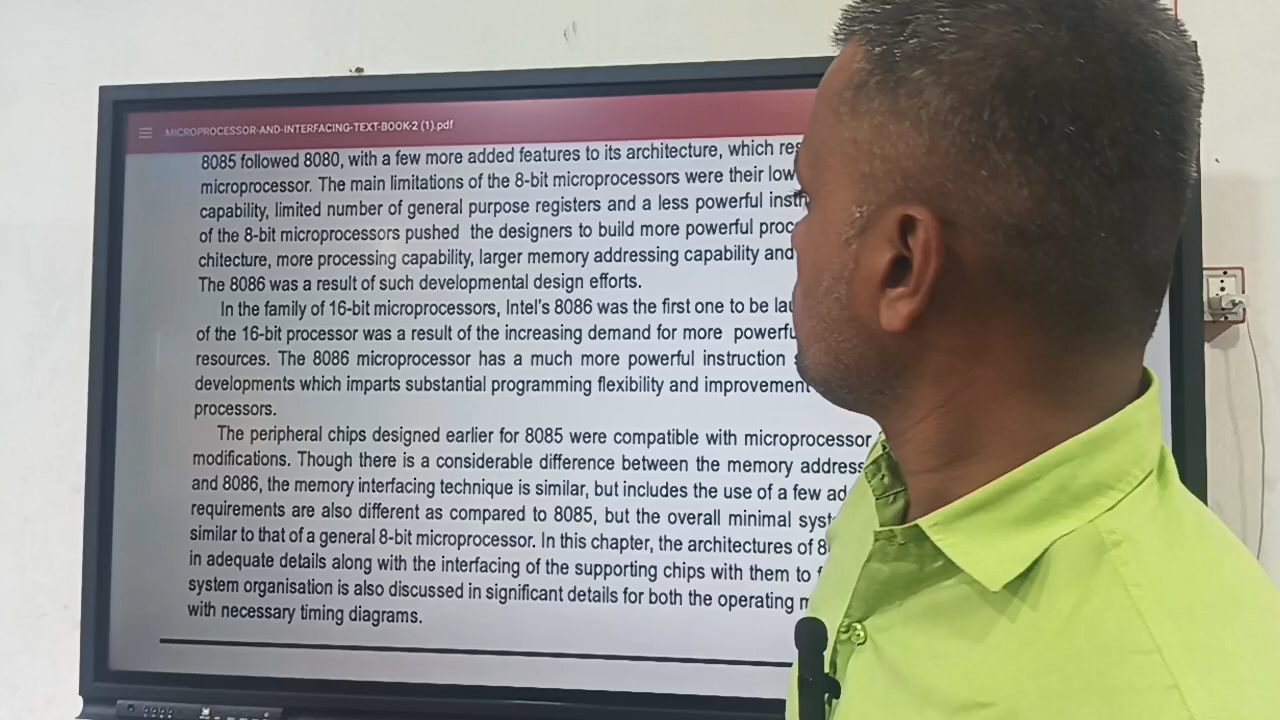 MICROPROCESSOR-AND-INTERFACING-TEXT-BOOK-2 (1).pdf
8085 followed 8080, with a few more added features to its architecture, which
microprocessor. The main limitations of the 8-bit microprocessors were their low
capability, limited number of general purpose registers and a less powerful
of the 8-bit microprocessors pushed the designers to build more powerful
chitecture, more processing capability, larger memory addressing capability and
The 8086 was a result of such developmental design efforts.
In the family of 16-bit microprocessors, Intel's 8086 was the first one to be
of the 16-bit processor was a result of the increasing demand for more
resources. The 8086 microprocessor has a much more powerful instruction
developments which imparts substantial programming flexibility and improvement
processors.
The peripheral chips designed earlier for 8085 were compatible with microprocessor
modifications. Though there is a considerable difference between the memory
and 8086, the memory interfacing technique is similar, but includes the use of a few
requirements are also different as compared to 8085, but the overall minimal
similar to that of a general 8-bit microprocessor. In this chapter, the architectures of
in adequate details along with the interfacing of the supporting chips with them to
system organisation is also discussed in significant details for both the operating
with necessary timing diagrams.